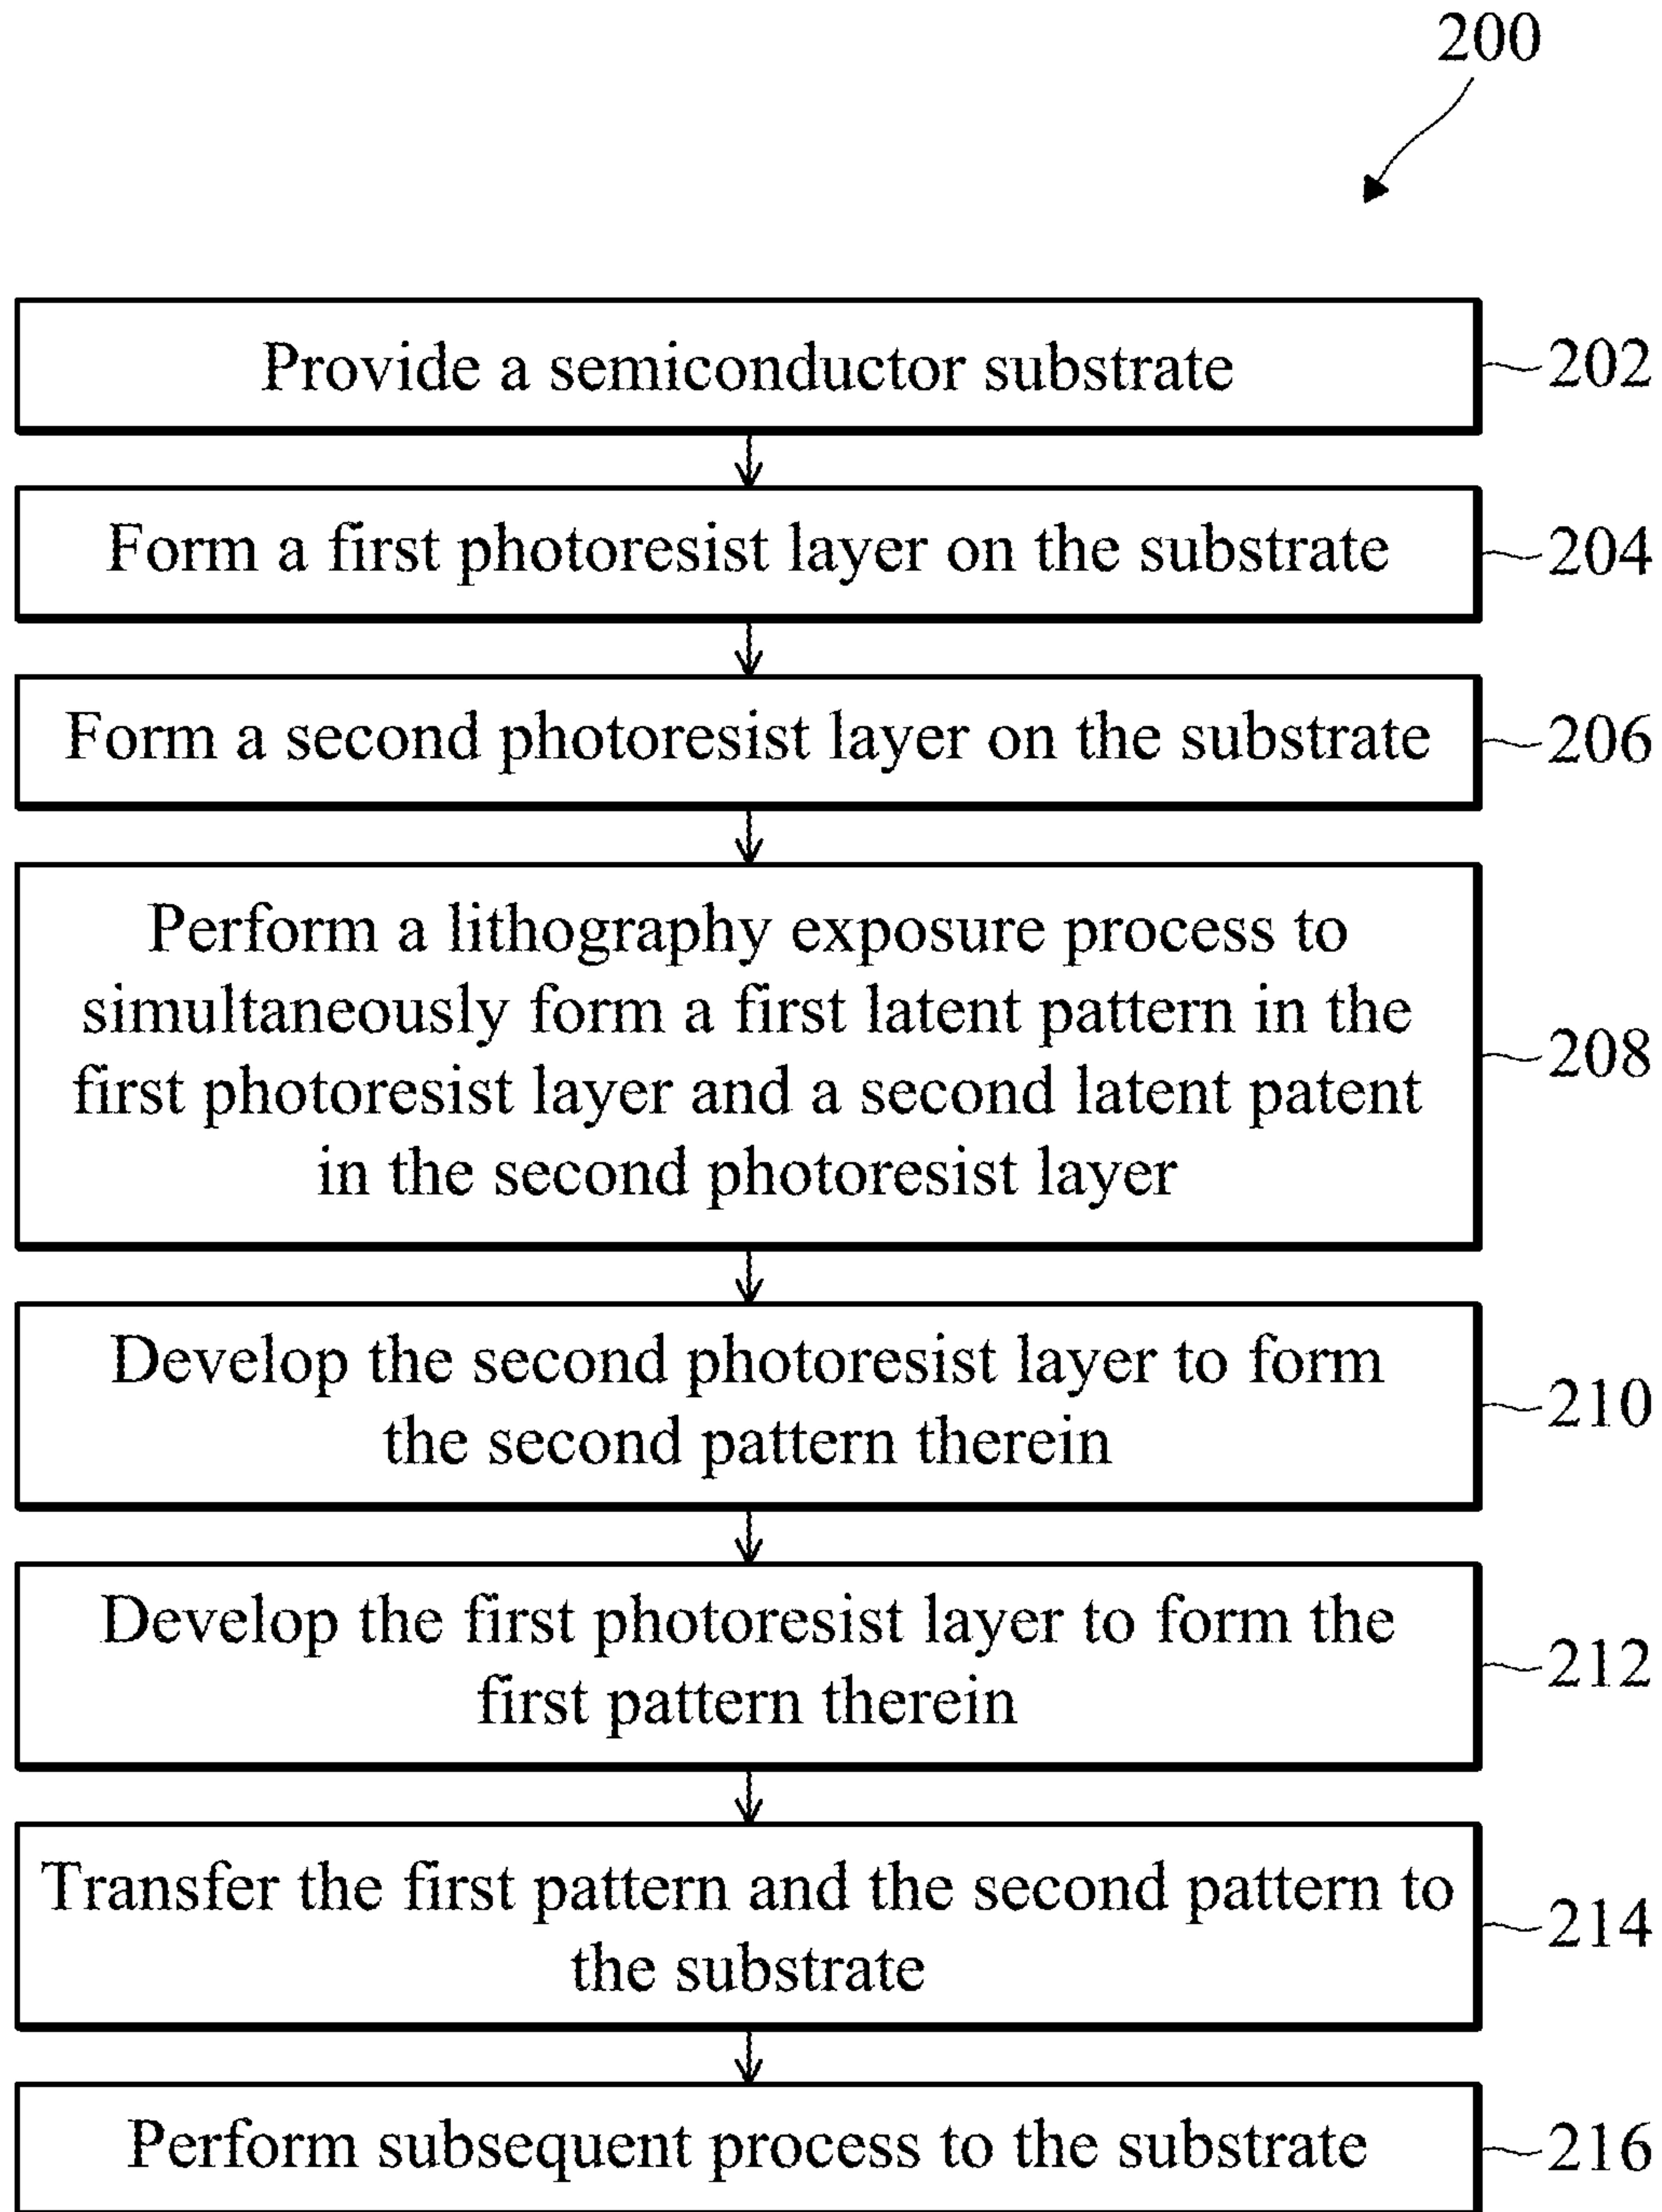 200
Provide a semiconductor substrate
202
Form a first photoresist layer on the substrate
204
Form a second photoresist layer on the substrate
206
Perform a lithography exposure process to
simultaneously form a first latent pattern in the
first photoresist layer and a second latent patent
in the second photoresist layer
208
Develop the second photoresist layer to form
the second pattern therein
210
Develop the first photoresist layer to form the
first pattern therein
212
Transfer the first pattern and the second pattern to
the substrate
214
Perform subsequent process to the substrate
216